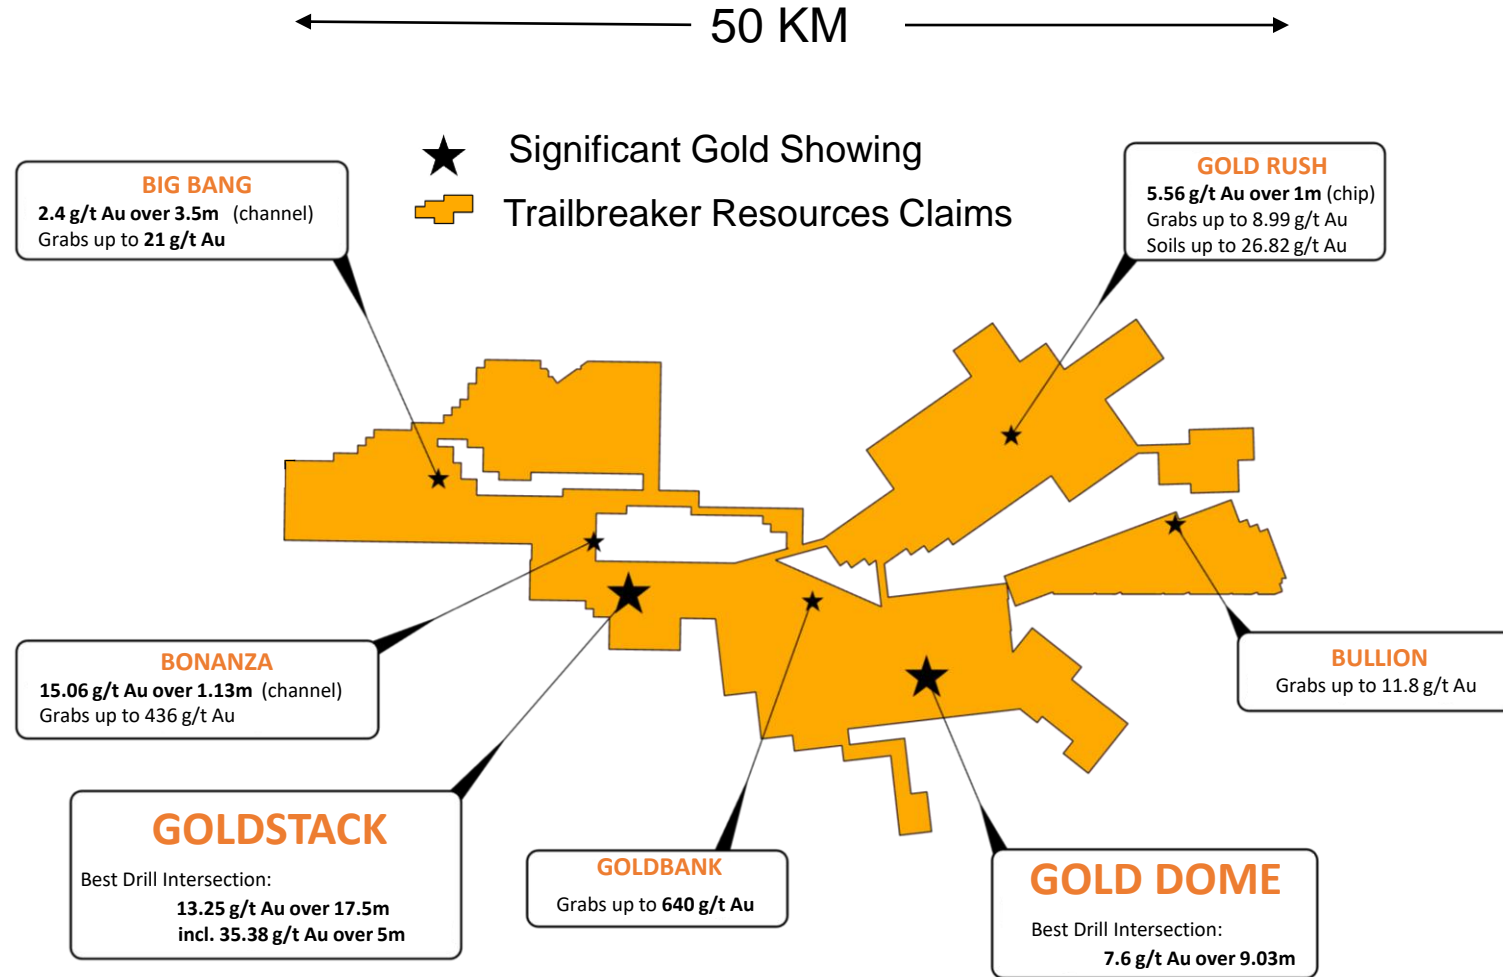 50 KM
Significant Gold Showing
Trailbreaker Resources Claims
BIG BANG
2.4 g/t Au over 3.5m (channel)
Grabs up to 21 g/t Au
GOLD RUSH
5.56 g/t Au over 1m (chip)
Grabs up to 8.99 g/t Au
Soils up to 26.82 g/t Au
BONANZA
15.06 g/t Au over 1.13m (channel)
Grabs up to 436 g/t Au
BULLION
Grabs up to 11.8 g/t Au
GOLDSTACK
Best Drill Intersection:
13.25 g/t Au over 17.5m
incl. 35.38 g/t Au over 5m
GOLDBANK
Grabs up to 640 g/t Au
GOLD DOME
Best Drill Intersection:
7.6 g/t Au over 9.03m